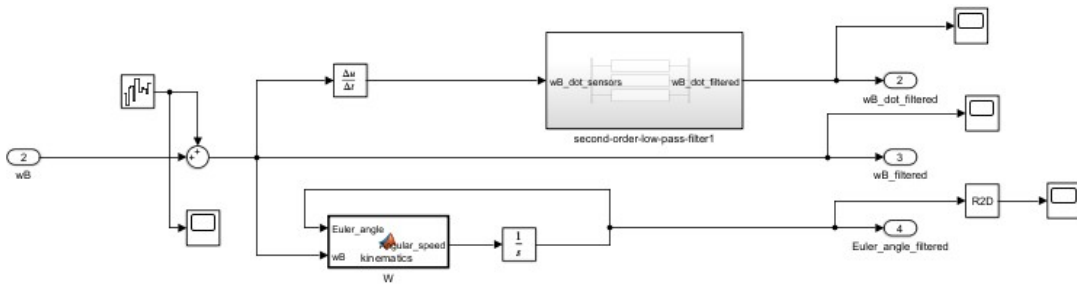 Δu
Δt
wB_dot_sensors
wB_dot_filtered
second-order-low-pass-filter1
2
wB_dot_filtered
2
wB
+
+
3
wB_filtered
Euler_angle
Angular_speed
wB
kinematics
W
1
s
R2D
4
Euler_angle_filtered